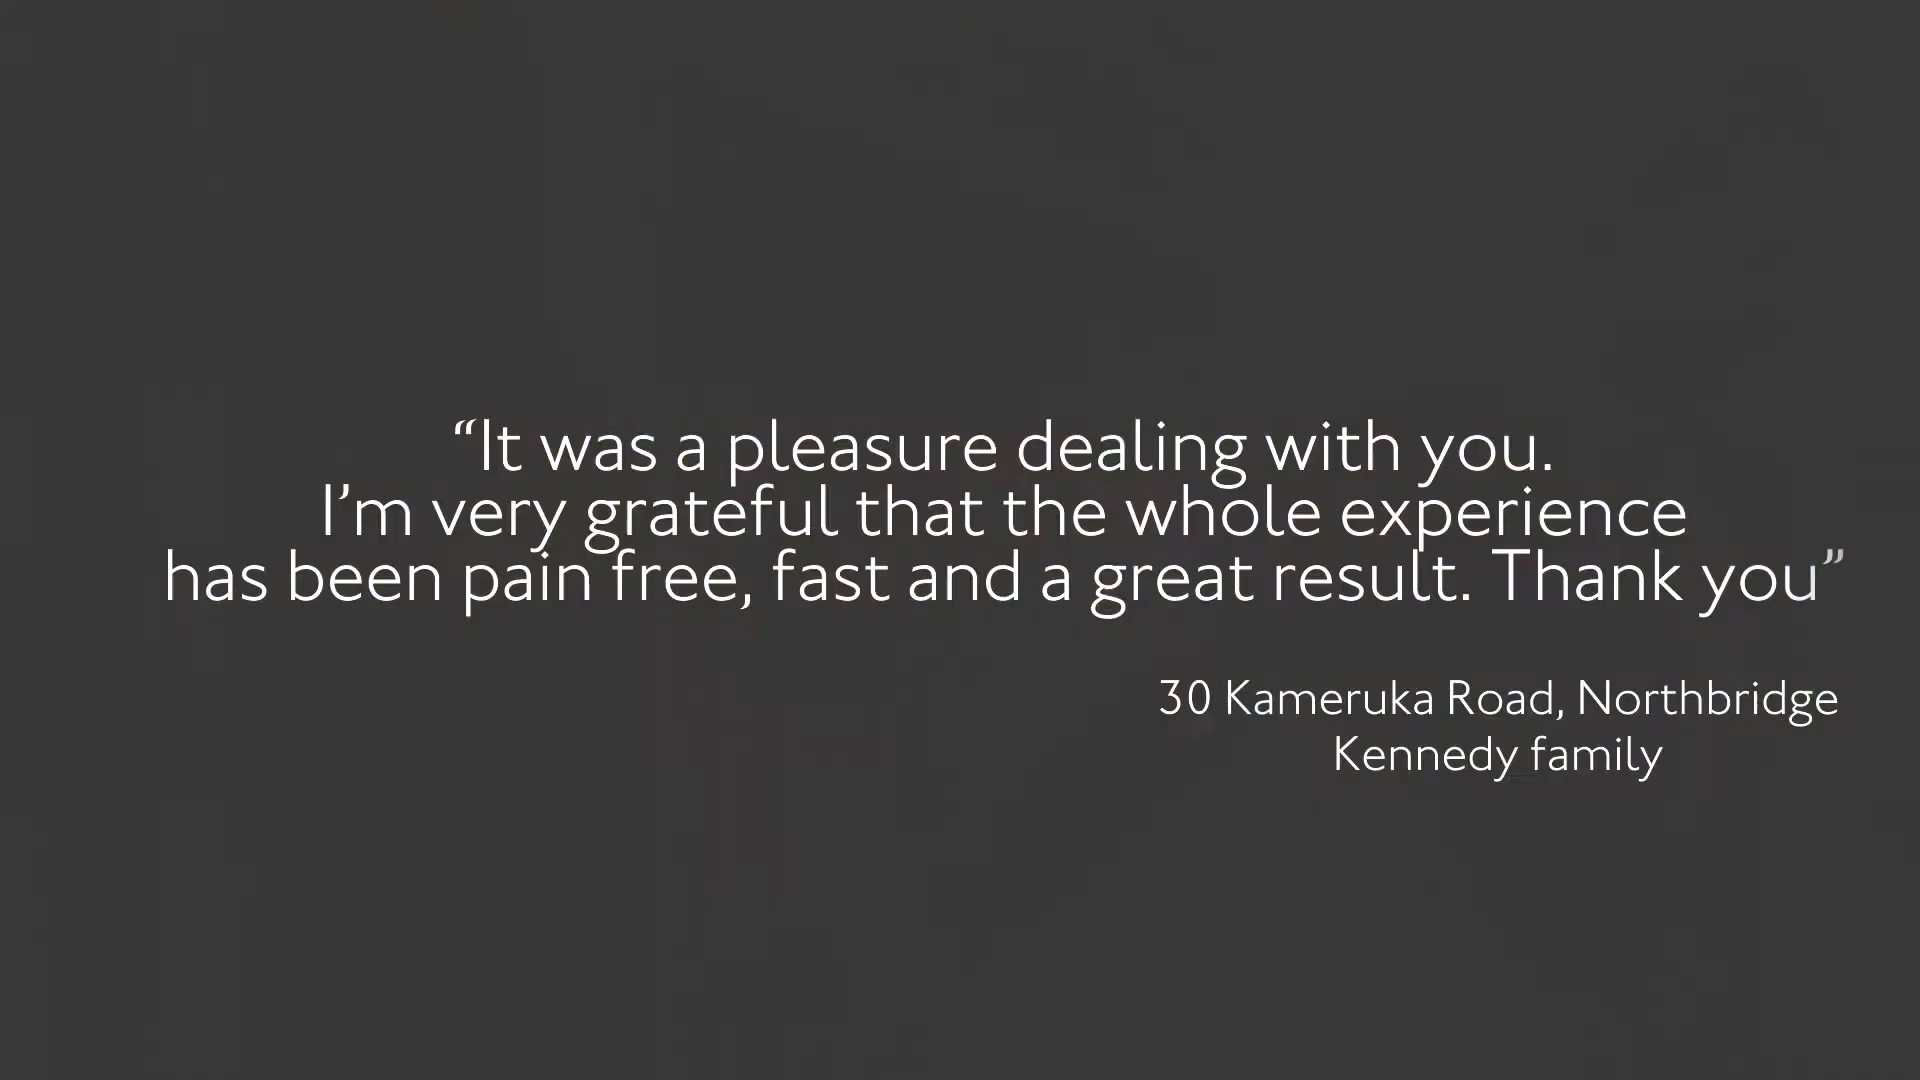 “It was a pleasure dealing with you.
I’m very grateful that the whole experience
has been pain free, fast and a great result. Thank you”
30 Kameruka Road, Northbridge
Kennedy family